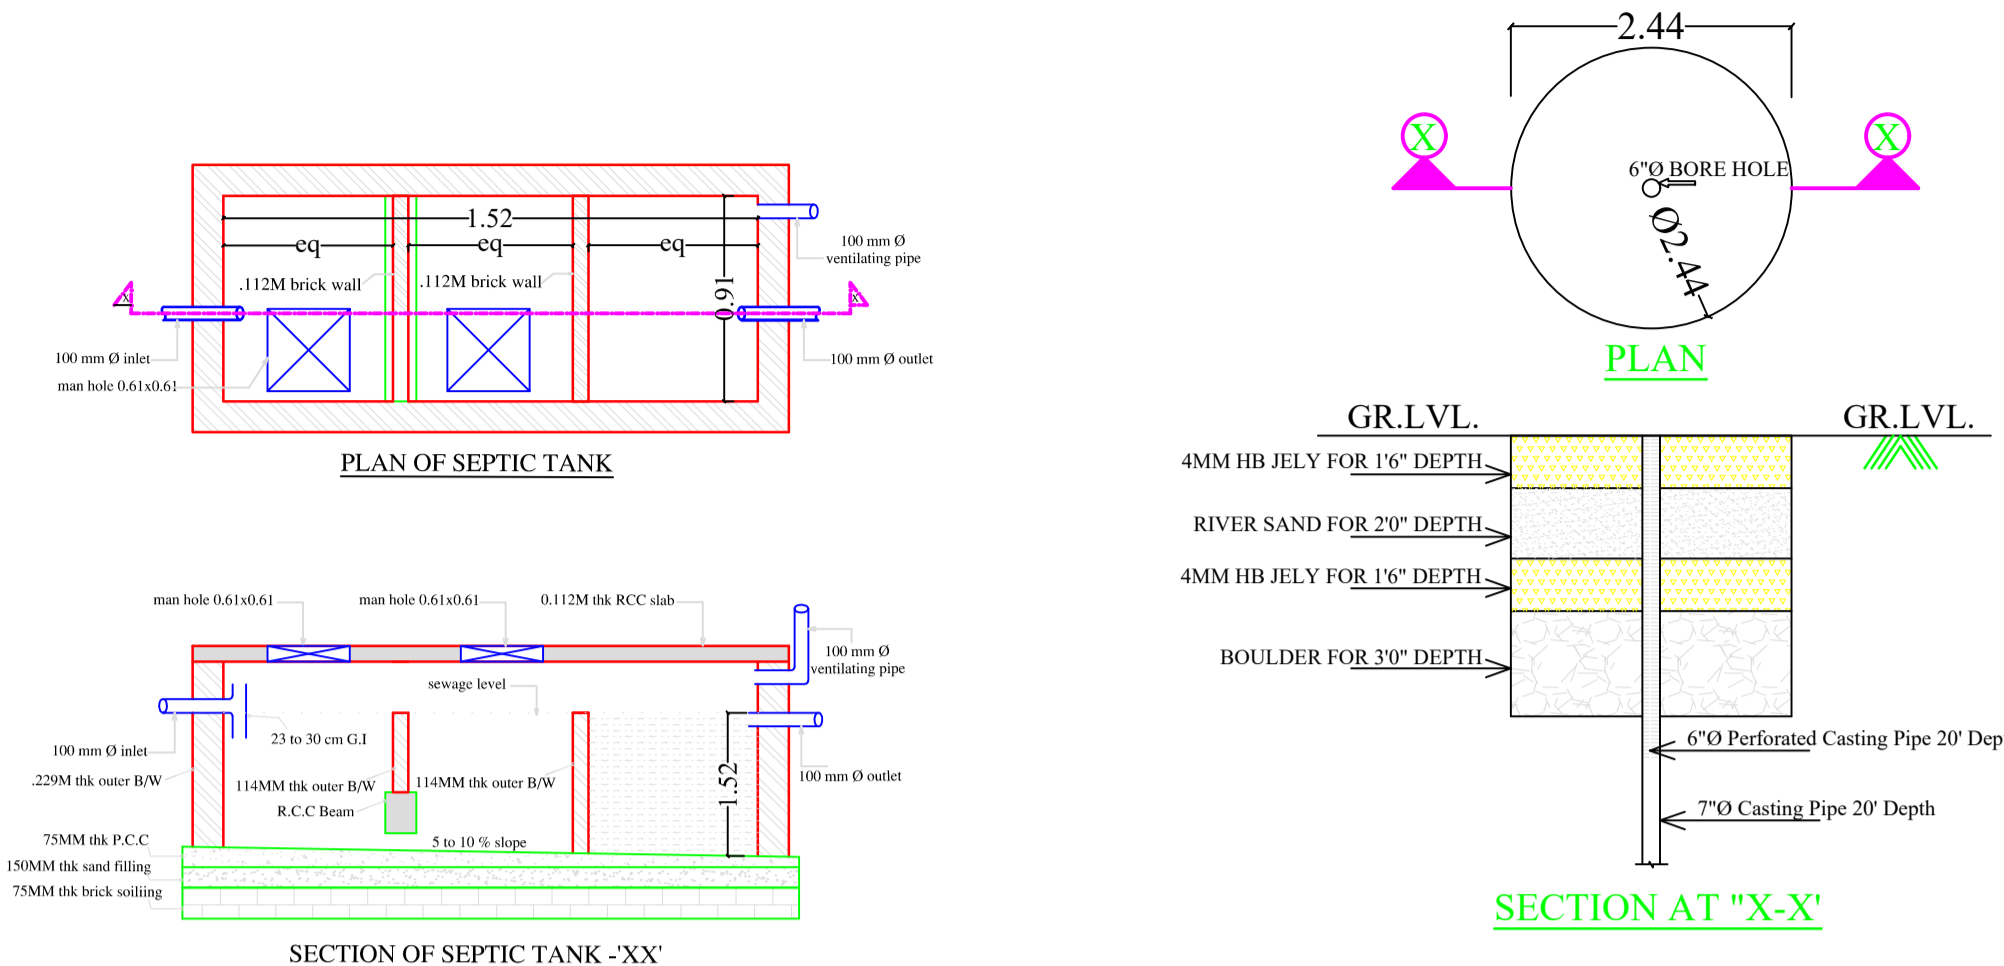 1.52
eq
eq
eq
.112M brick wall
.112M brick wall
0.91
100 mm Ø
ventilating pipe
X
X
100 mm Ø inlet
100 mm Ø outlet
man hole 0.61x0.61
PLAN OF SEPTIC TANK
man hole 0.61x0.61
man hole 0.61x0.61
0.112M thk RCC slab
100 mm Ø
ventilating pipe
sewage level
23 to 30 cm G.I
100 mm Ø inlet
.229M thk outer B/W
114MM thk outer B/W
114MM thk outer B/W
1.52
100 mm Ø outlet
R.C.C Beam
5 to 10 % slope
75MM thk P.C.C
150MM thk sand filling
75MM thk brick soiliing
SECTION OF SEPTIC TANK -'XX'
2.44
X
X
6"Ø BORE HOLE
Ø2.44
PLAN
GR.LVL.
GR.LVL.
4MM HB JELY FOR 1'6" DEPTH
RIVER SAND FOR 2'0" DEPTH
4MM HB JELY FOR 1'6" DEPTH
BOULDER FOR 3'0" DEPTH
6"Ø Perforated Casting Pipe 20' Dep
7"Ø Casting Pipe 20' Depth
SECTION AT "X-X'